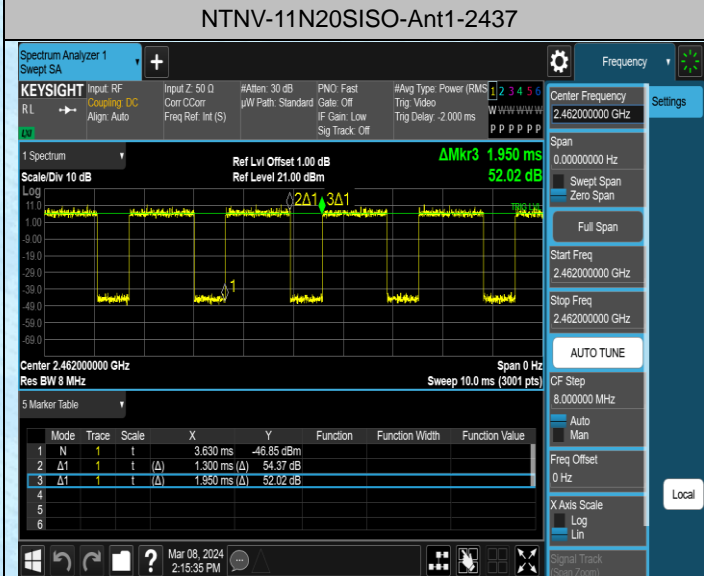 NTNV-11N20SISO-Ant1-2437
Spectrum Analyzer 1
Swept SA
+
Frequency
KEYSIGHT Input: RF Input Z: 50 Ω #Atten: 30 dB PNO: Fast #Avg Type: Power (RMS 1 2 3 4 5 6
RL Coupling: DC Corr CCorr µW Path: Standard Gate: Off Trig: Video W W W W W W
Align: Auto Freq Ref: Int (S) IF Gain: Low Trig Delay: -2.000 ms
Sig Track: Off P P P P P P
LXI
Center Frequency
2.462000000 GHz
Settings
Span
0.00000000 Hz
Swept Span
Zero Span
Full Span
Start Freq
2.462000000 GHz
Stop Freq
2.462000000 GHz
AUTO TUNE
CF Step
8.000000 MHz
Auto
Man
Freq Offset
0 Hz
X Axis Scale
Log
Lin
Signal Track
(Span Zoom)
Local
1 Spectrum Ref Lvl Offset 1.00 dB ΔMkr3 1.950 ms
Scale/Div 10 dB Ref Level 21.00 dBm 52.02 dB
Log
11.0
1.00
-9.00
-19.0
-29.0
-39.0
-49.0
-59.0
-69.0
2Δ1 3Δ1
TRIG LVL
1
Center 2.462000000 GHz Span 0 Hz
Res BW 8 MHz Sweep 10.0 ms (3001 pts)
5 Marker Table
Mode Trace Scale X Y Function Function Width Function Value
1 N 1 t 3.630 ms -46.85 dBm
2 Δ1 1 t (Δ) 1.300 ms (Δ) 54.37 dB
3 Δ1 1 t (Δ) 1.950 ms (Δ) 52.02 dB
4
5
6
? Mar 08, 2024
2:15:35 PM